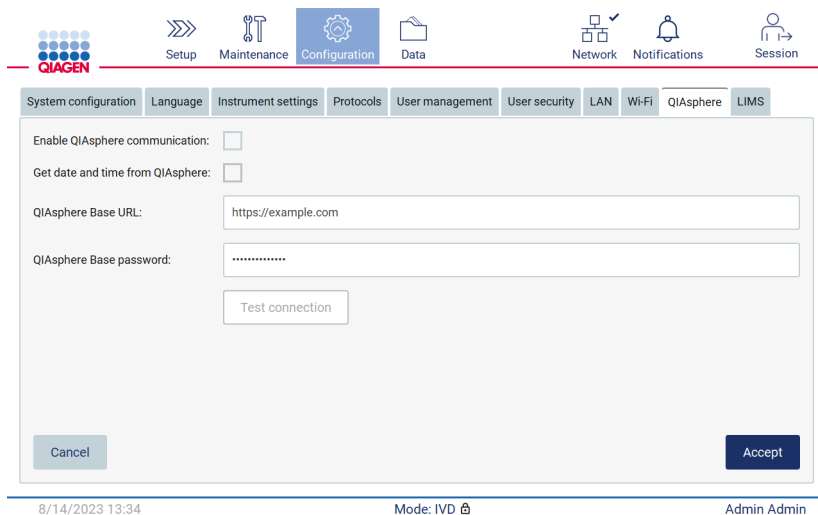 QIAGEN
Setup Maintenance Configuration Data Network Notifications Session
System configuration Language Instrument settings Protocols User management User security LAN Wi-Fi QIAsphere LIMS
Enable QIAsphere communication:
Get date and time from QIAsphere:
QIAsphere Base URL: https://example.com
QIAsphere Base password: ••••••••••••••
Test connection
Cancel Accept
8/14/2023 13:34 Mode: IVD Admin Admin